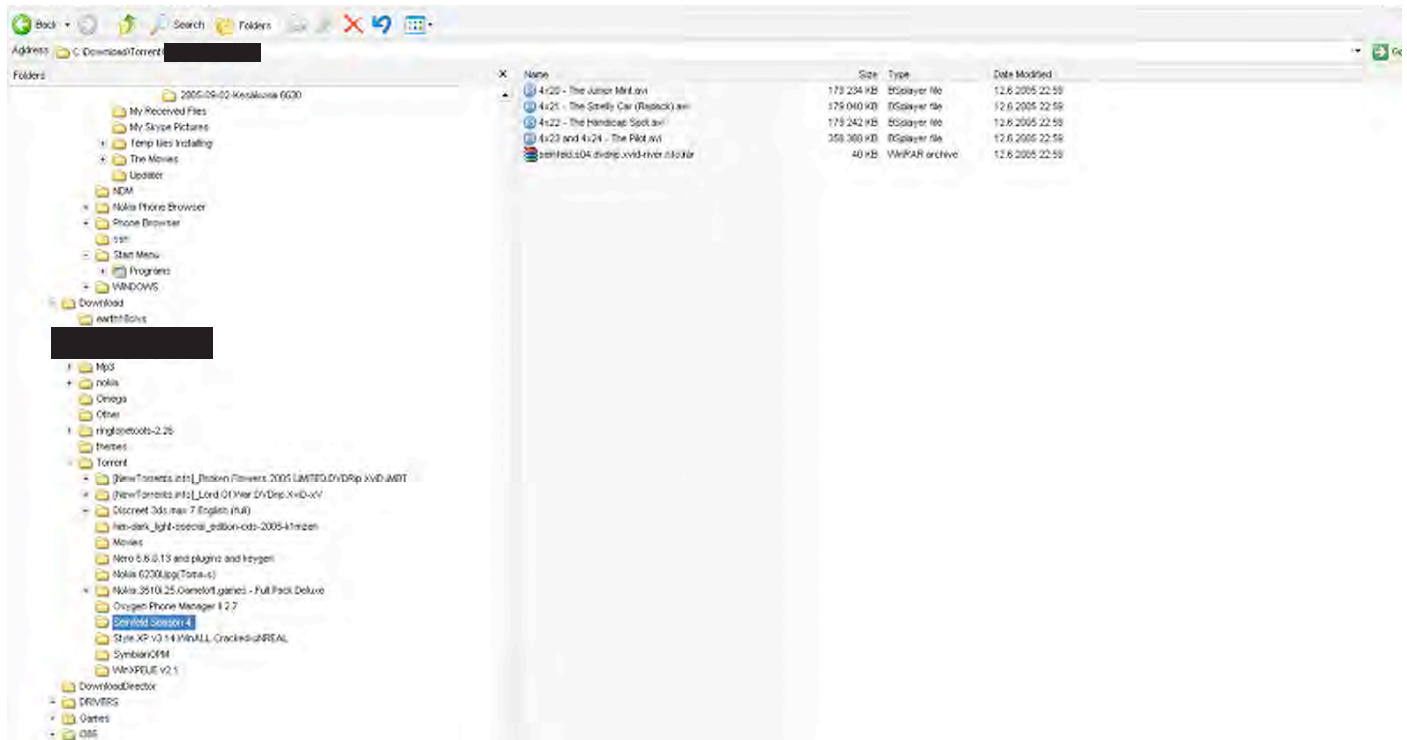 Back Search Folders
Address C:\Download\Torrent\
Folders
2005-09-02-Kesäkuosa 6630
My Received Files
My Skype Pictures
Temp files Installing
The Movies
Updater
NDM
Nokia Phone Browser
Phone Browser
Start Menu
Programs
WINDOWS
Download
Mp3
nokia
Omega
Other
ringtonetools-2.26
themes
Torrent
[NewTorrents.info]_Broken.Flowers.2005.LIMITED.DVDRip.XviD-iMBT
[NewTorrents.info]_Lord.Of.War.DVDrip.XviD-xV
Discreet 3ds max 7 English (full)
him-dark_light-special_edition-cds-2005-k1mzen
Movies
Nero 6.6.0.13 and plugins and keygen
Nokia.3510i.25.Gameloft.games - Full Pack Deluxe
Oxygen Phone Manager II 2.7
Seinfeld Season 4
Style.XP.v3.14.WinALL.Cracked-uNREAL
SymbianOPM
WinXPEUE v2.1
DownloadDirector
DRIVERS
Games
i386
Name Size Type Date Modified
4x20 - The Junior Mint.avi 179 234 KB BSplayer file 12.6.2005 22:59
4x21 - The Smelly Car (Repack).avi 179 040 KB BSplayer file 12.6.2005 22:59
4x22 - The Handicap Spot.avi 179 242 KB BSplayer file 12.6.2005 22:59
4x23 and 4x24 - The Pilot.avi 358 380 KB BSplayer file 12.6.2005 22:59
seinfeld.s04.dvdrip.xvid-river.nfo.rar 40 KB WinRAR archive 12.6.2005 22:59